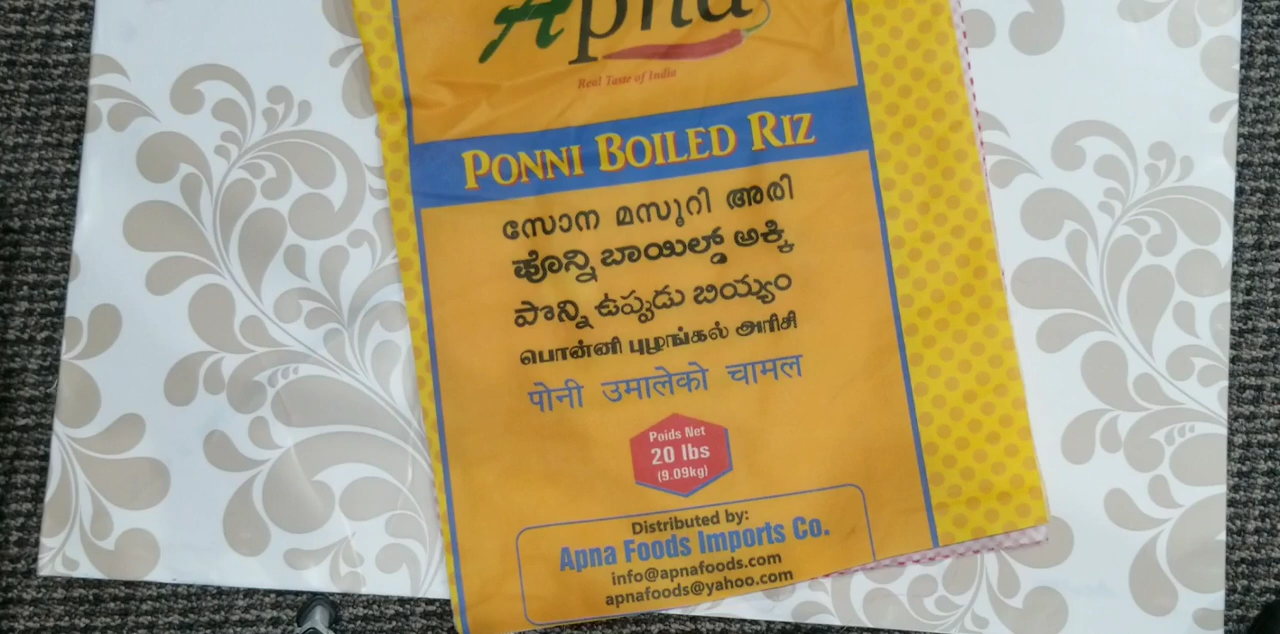 Apna
Real Taste of India
PONNI BOILED RIZ
സോന മസൂറി അരി
ಪೊನ್ನಿ ಬಾಯಿಲ್ಡ್ ಅಕ್ಕಿ
పొన్ని ఉప్పుడు బియ్యం
பொன்னி புழுங்கல் அரிசி
पोनी उमालेको चामल
Poids Net
20 lbs
(9.09kg)
Distributed by:
Apna Foods Imports Co.
info@apnafoods.com
apnafoods@yahoo.com